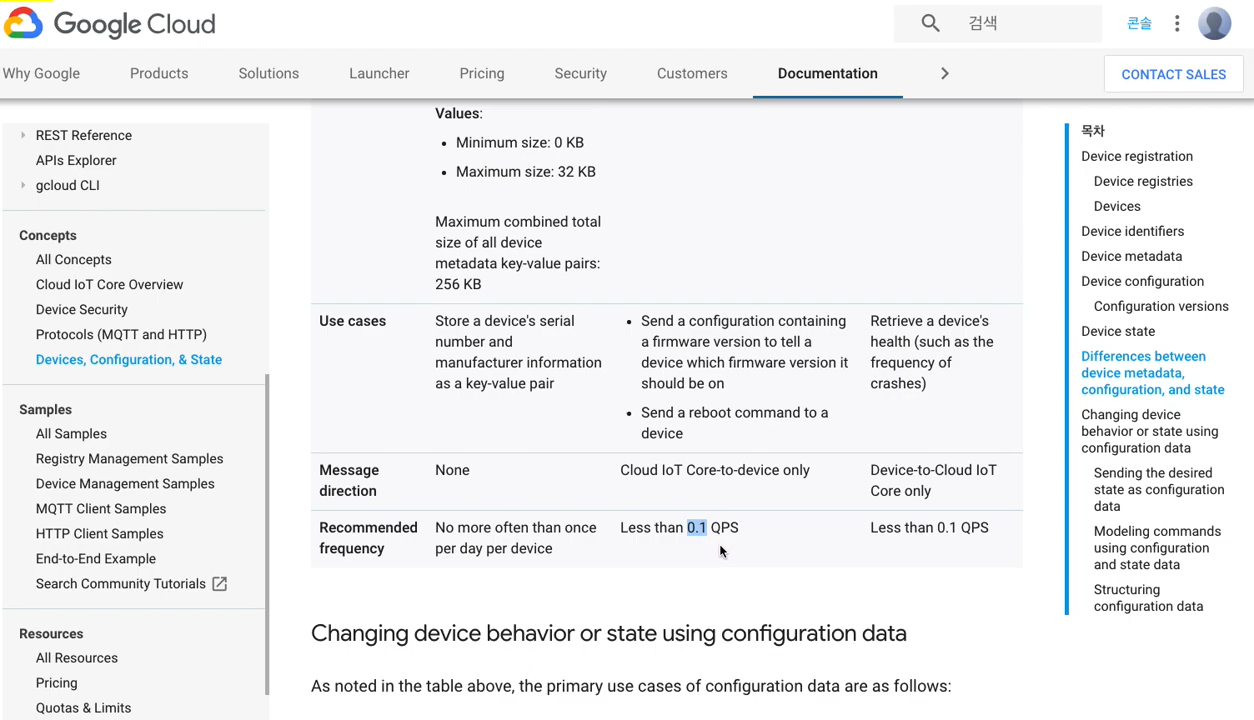 Google Cloud
검색
콘솔
Why Google
Products
Solutions
Launcher
Pricing
Security
Customers
Documentation
CONTACT SALES
REST Reference
APIs Explorer
gcloud CLI
Concepts
All Concepts
Cloud IoT Core Overview
Device Security
Protocols (MQTT and HTTP)
Devices, Configuration, & State
Samples
All Samples
Registry Management Samples
Device Management Samples
MQTT Client Samples
HTTP Client Samples
End-to-End Example
Search Community Tutorials
Resources
All Resources
Pricing
Quotas & Limits
Values:
• Minimum size: 0 KB
• Maximum size: 32 KB
Maximum combined total
size of all device
metadata key-value pairs:
256 KB
Use cases
Store a device's serial
number and
manufacturer information
as a key-value pair
• Send a configuration containing
a firmware version to tell a
device which firmware version it
should be on
• Send a reboot command to a
device
Retrieve a device's
health (such as the
frequency of
crashes)
Message
direction
None
Cloud IoT Core-to-device only
Device-to-Cloud IoT
Core only
Recommended
frequency
No more often than once
per day per device
Less than 0.1 QPS
Less than 0.1 QPS
Changing device behavior or state using configuration data
As noted in the table above, the primary use cases of configuration data are as follows:
목차
Device registration
Device registries
Devices
Device identifiers
Device metadata
Device configuration
Configuration versions
Device state
Differences between
device metadata,
configuration, and state
Changing device
behavior or state using
configuration data
Sending the desired
state as configuration
data
Modeling commands
using configuration
and state data
Structuring
configuration data